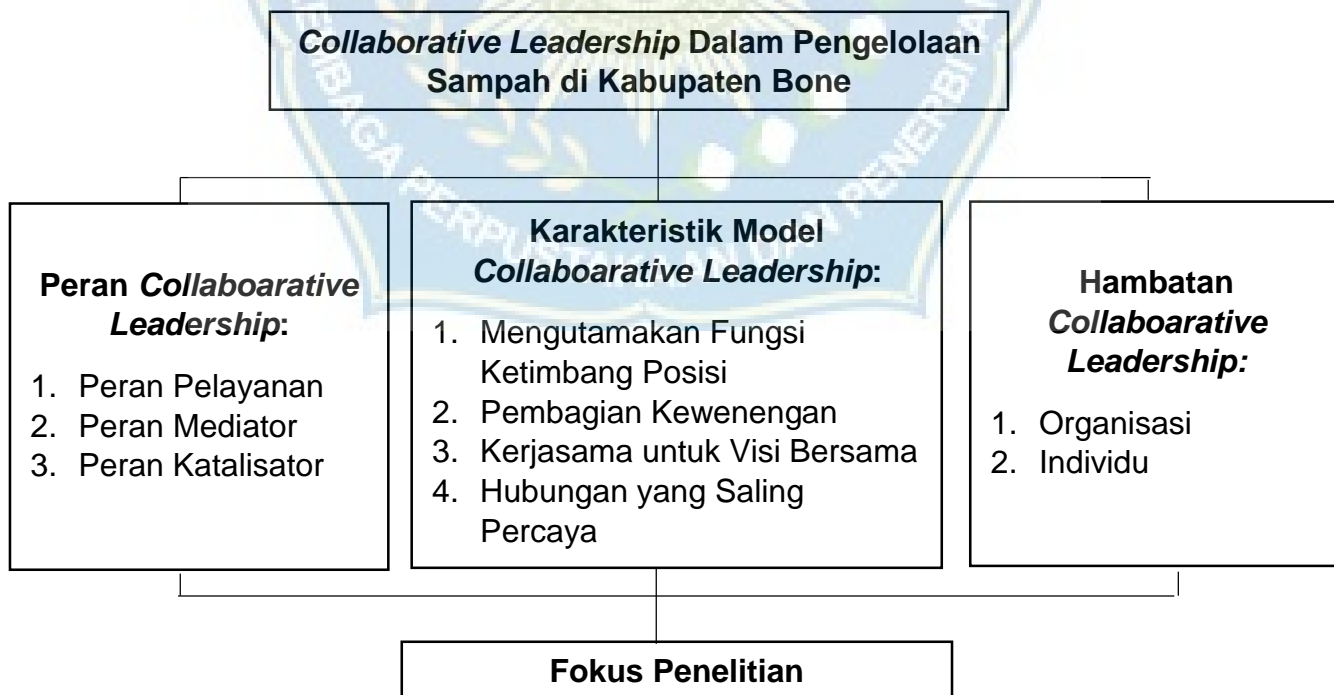 Collaborative Leadership Dalam Pengelolaan
Sampah di Kabupaten Bone
Peran Collaboarative
Leadership:
1. Peran Pelayanan
2. Peran Mediator
3. Peran Katalisator
Karakteristik Model
Collaboarative Leadership:
1. Mengutamakan Fungsi
Ketimbang Posisi
2. Pembagian Kewenengan
3. Kerjasama untuk Visi Bersama
4. Hubungan yang Saling
Percaya
Hambatan
Collaboarative
Leadership:
1. Organisasi
2. Individu
Fokus Penelitian
PERPUSTAKAAN DAN